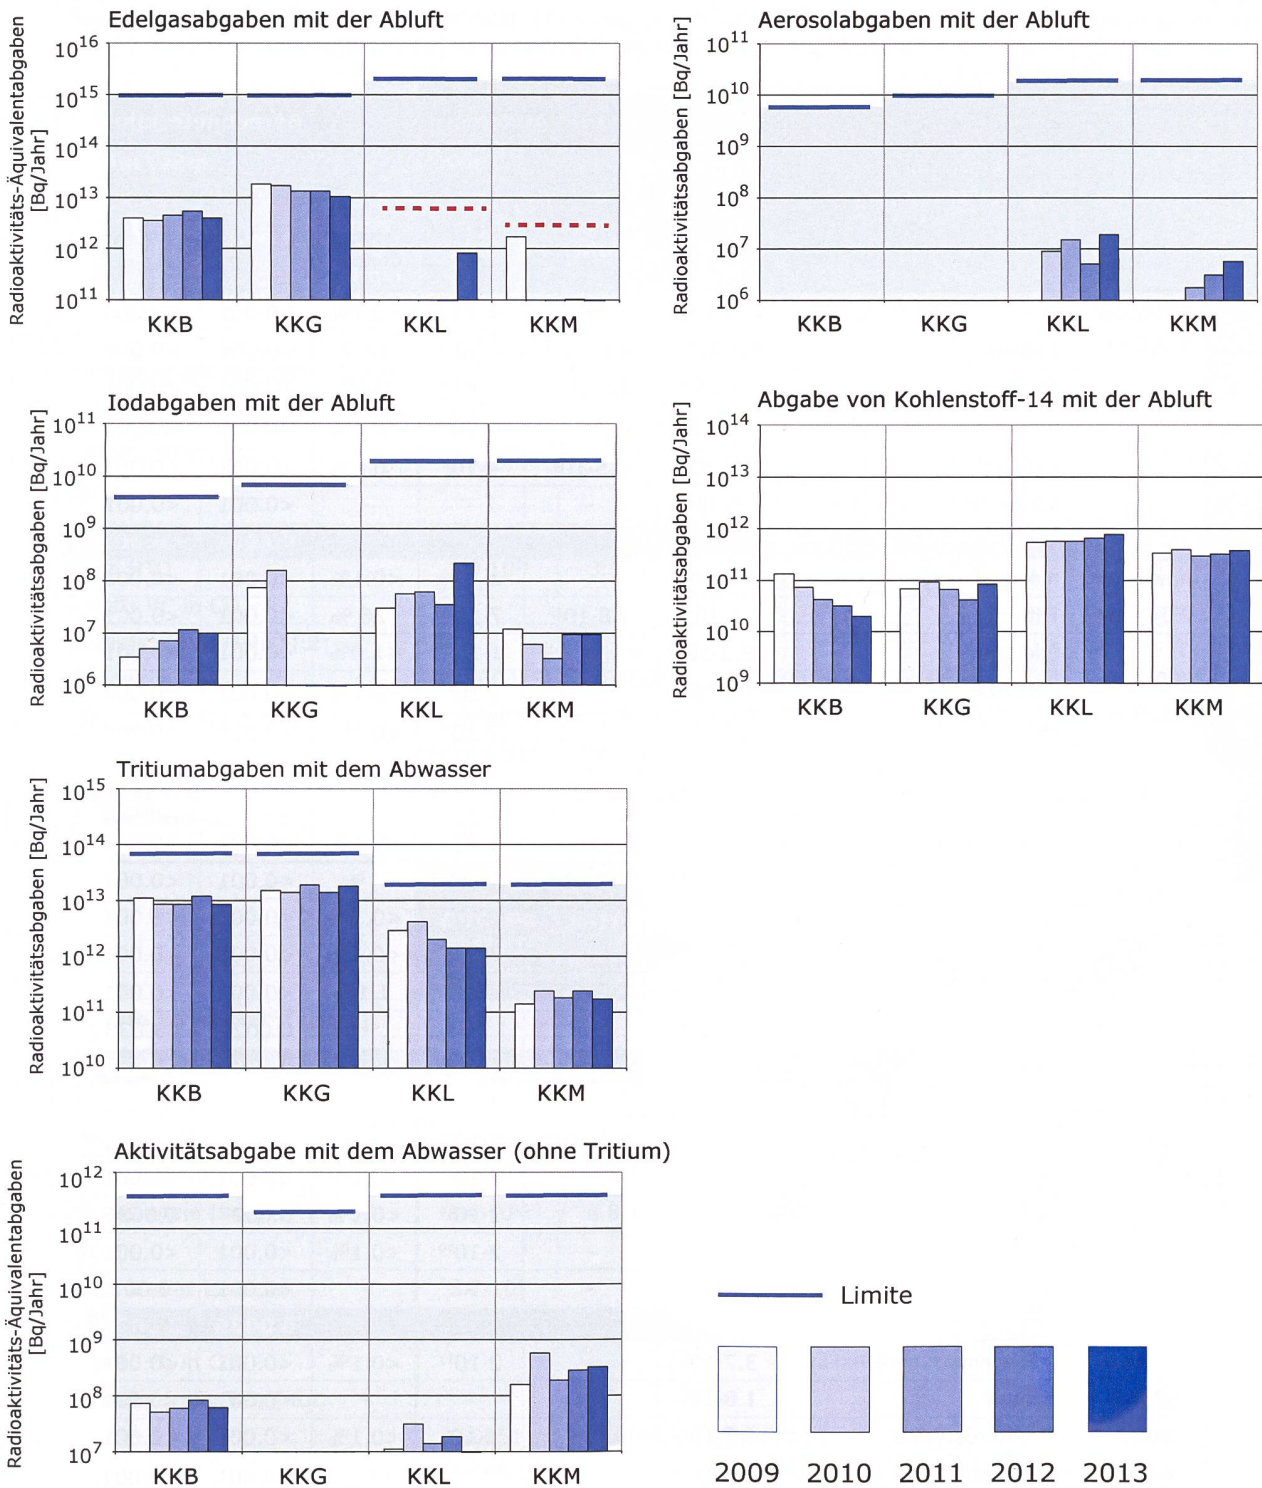 Edelgasabgaben mit der Abluft
Radioaktivitäts-Äquivalentabgaben
[Bq/Jahr]
10^16
10^15
10^14
10^13
10^12
10^11
KKB KKG KKL KKM
Aerosolabgaben mit der Abluft
Radioaktivitätsabgaben [Bq/Jahr]
10^11
10^10
10^9
10^8
10^7
10^6
KKB KKG KKL KKM
Iodabgaben mit der Abluft
Radioaktivitätsabgaben [Bq/Jahr]
10^11
10^10
10^9
10^8
10^7
10^6
KKB KKG KKL KKM
Abgabe von Kohlenstoff-14 mit der Abluft
Radioaktivitätsabgaben [Bq/Jahr]
10^14
10^13
10^12
10^11
10^10
10^9
KKB KKG KKL KKM
Tritiumabgaben mit dem Abwasser
Radioaktivitätsabgaben [Bq/Jahr]
10^15
10^14
10^13
10^12
10^11
10^10
KKB KKG KKL KKM
Aktivitätsabgabe mit dem Abwasser (ohne Tritium)
Radioaktivitäts-Äquivalentabgaben
[Bq/Jahr]
10^12
10^11
10^10
10^9
10^8
10^7
KKB KKG KKL KKM
Limite
2009 2010 2011 2012 2013